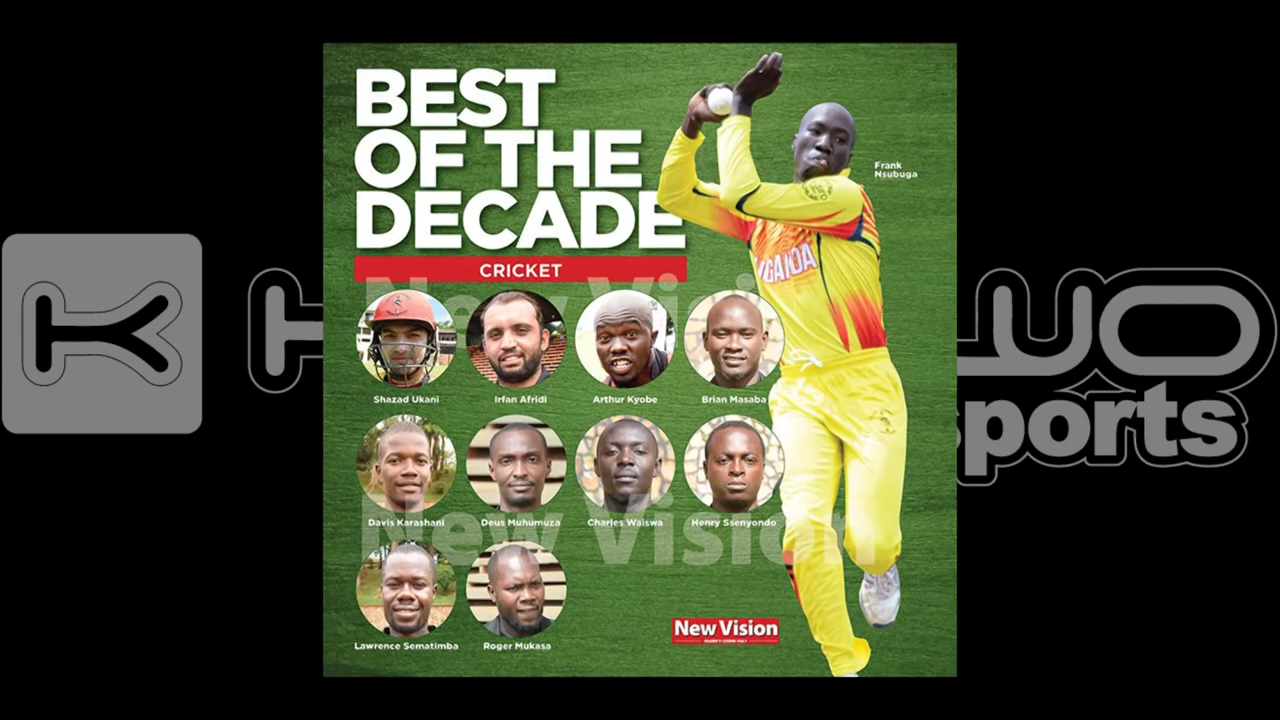 BEST
OF THE
DECADE
CRICKET
Frank
Nsubuga
UGANDA
New Vision
Shazad Ukani
Irfan Afridi
Arthur Kyobe
Brian Masaba
Davis Karashani
Deus Muhumuza
Charles Waiswa
Henry Ssenyondo
New Vision
Lawrence Sematimba
Roger Mukasa
New Vision
sports